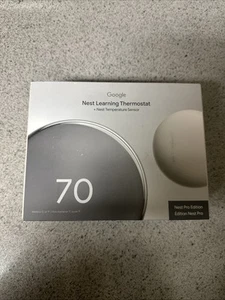 Google
Nest Learning Thermostat
+ Nest Temperature Sensor
70
Nest Pro Edition
Édition Nest Pro